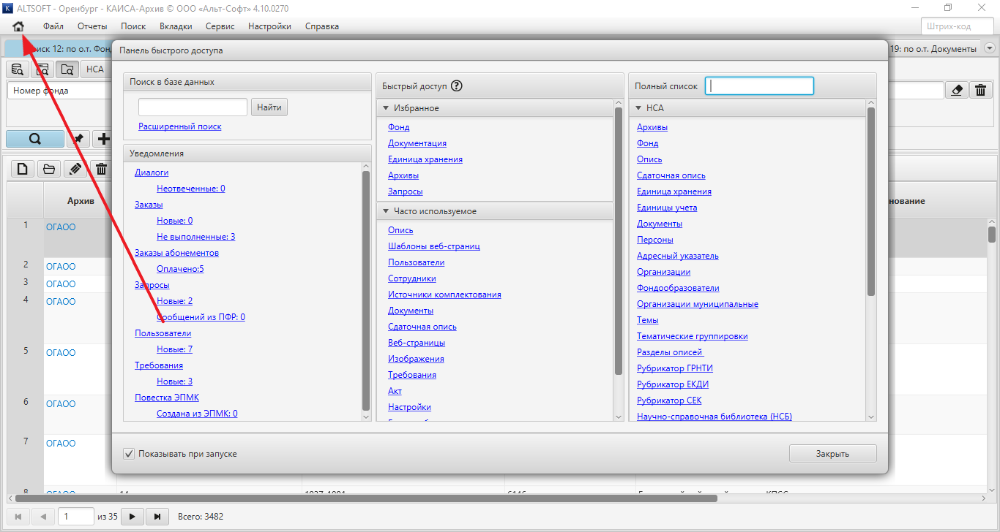 ALTSOFT - Оренбург - КАИСА-Архив © ООО «Альт-Софт» 4.10.0270
Файл Отчеты Поиск Вкладки Сервис Настройки Справка Штрих-код
иск 12: по о.т. Фон 19: по о.т. Документы
Панель быстрого доступа
НСА
Номер фонда
Поиск в базе данных
Найти
Расширенный поиск
Уведомления
Диалоги
Неотвеченные: 0
Заказы
Новые: 0
Не выполненные: 3
Заказы абонементов
Оплачено:5
Запросы
Новые: 2
Сообщений из ПФР: 0
Пользователи
Новые: 7
Требования
Новые: 3
Повестка ЭПМК
Создана из ЭПМК: 0
Быстрый доступ
Избранное
Фонд
Документация
Единица хранения
Архивы
Запросы
Часто используемое
Опись
Шаблоны веб-страниц
Пользователи
Сотрудники
Источники комплектования
Документы
Сдаточная опись
Веб-страницы
Изображения
Требования
Акт
Настройки
Полный список
НСА
Архивы
Фонд
Опись
Сдаточная опись
Единица хранения
Единицы учета
Документы
Персоны
Адресный указатель
Организации
Фондообразователи
Организации муниципальные
Темы
Тематические группировки
Разделы описей
Рубрикатор ГРНТИ
Рубрикатор ЕКДИ
Рубрикатор СЕК
Научно-справочная библиотека (НСБ)
Показывать при запуске
Закрыть
Архив нование
1 ОГАОО
2 ОГАОО
3 ОГАОО
4 ОГАОО
5 ОГАОО
6 ОГАОО
7 ОГАОО
8 ОГАОО 14 1937-1991 6146 КПСС
1 из 35 Всего: 3482